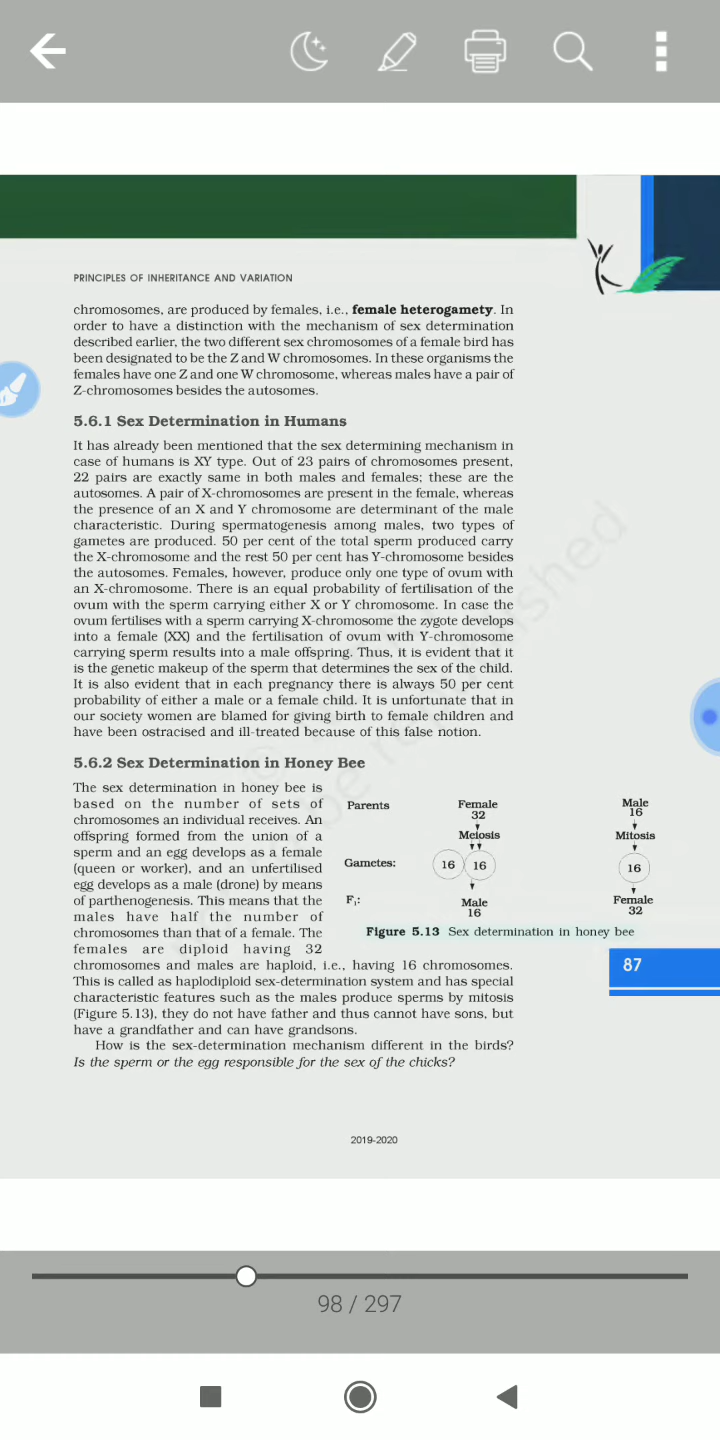 PRINCIPLES OF INHERITANCE AND VARIATION
chromosomes, are produced by females, i.e., female heterogamety. In
order to have a distinction with the mechanism of sex determination
described earlier, the two different sex chromosomes of a female bird has
been designated to be the Z and W chromosomes. In these organisms the
females have one Z and one W chromosome, whereas males have a pair of
Z-chromosomes besides the autosomes.
5.6.1 Sex Determination in Humans
It has already been mentioned that the sex determining mechanism in
case of humans is XY type. Out of 23 pairs of chromosomes present,
22 pairs are exactly same in both males and females; these are the
autosomes. A pair of X-chromosomes are present in the female, whereas
the presence of an X and Y chromosome are determinant of the male
characteristic. During spermatogenesis among males, two types of
gametes are produced. 50 per cent of the total sperm produced carry
the X-chromosome and the rest 50 per cent has Y-chromosome besides
the autosomes. Females, however, produce only one type of ovum with
an X-chromosome. There is an equal probability of fertilisation of the
ovum with the sperm carrying either X or Y chromosome. In case the
ovum fertilises with a sperm carrying X-chromosome the zygote develops
into a female (XX) and the fertilisation of ovum with Y-chromosome
carrying sperm results into a male offspring. Thus, it is evident that it
is the genetic makeup of the sperm that determines the sex of the child.
It is also evident that in each pregnancy there is always 50 per cent
probability of either a male or a female child. It is unfortunate that in
our society women are blamed for giving birth to female children and
have been ostracised and ill-treated because of this false notion.
5.6.2 Sex Determination in Honey Bee
The sex determination in honey bee is
based on the number of sets of
chromosomes an individual receives. An
offspring formed from the union of a
sperm and an egg develops as a female
(queen or worker), and an unfertilised
egg develops as a male (drone) by means
of parthenogenesis. This means that the
males have half the number of
chromosomes than that of a female. The
females are diploid having 32
chromosomes and males are haploid, i.e., having 16 chromosomes.
This is called as haplodiploid sex-determination system and has special
characteristic features such as the males produce sperms by mitosis
(Figure 5.13), they do not have father and thus cannot have sons, but
have a grandfather and can have grandsons.
How is the sex-determination mechanism different in the birds?
Is the sperm or the egg responsible for the sex of the chicks?
Parents Female Male
32 16
Meiosis Mitosis
Gametes: 16 16 16
F1: Male Female
16 32
Figure 5.13 Sex determination in honey bee
87
2019-2020
98 / 297